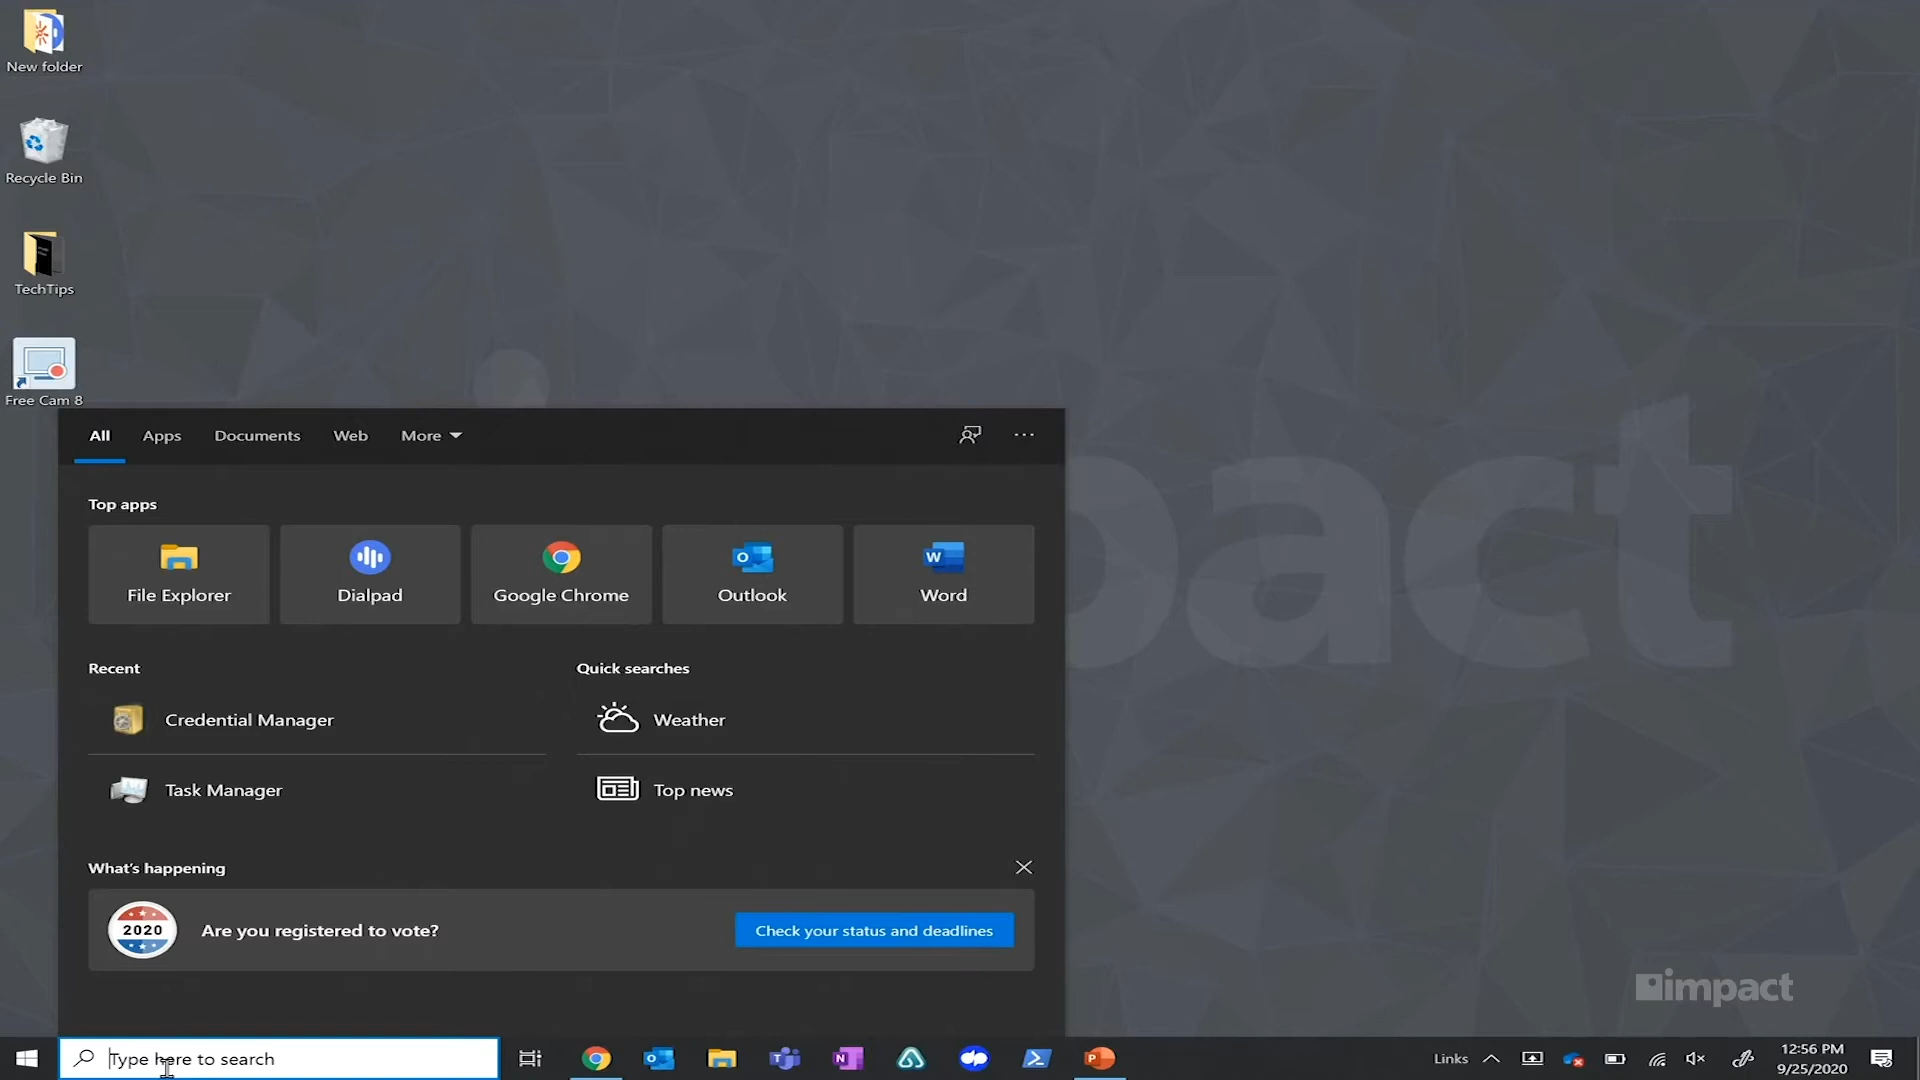 New folder
Recycle Bin
TechTips
Free Cam 8
All Apps Documents Web More
Top apps
File Explorer Dialpad Google Chrome Outlook Word
Recent
Credential Manager
Task Manager
Quick searches
Weather
Top news
What's happening
2020
Are you registered to vote?
Check your status and deadlines
pact
impact
Type here to search
Links
12:56 PM
9/25/2020